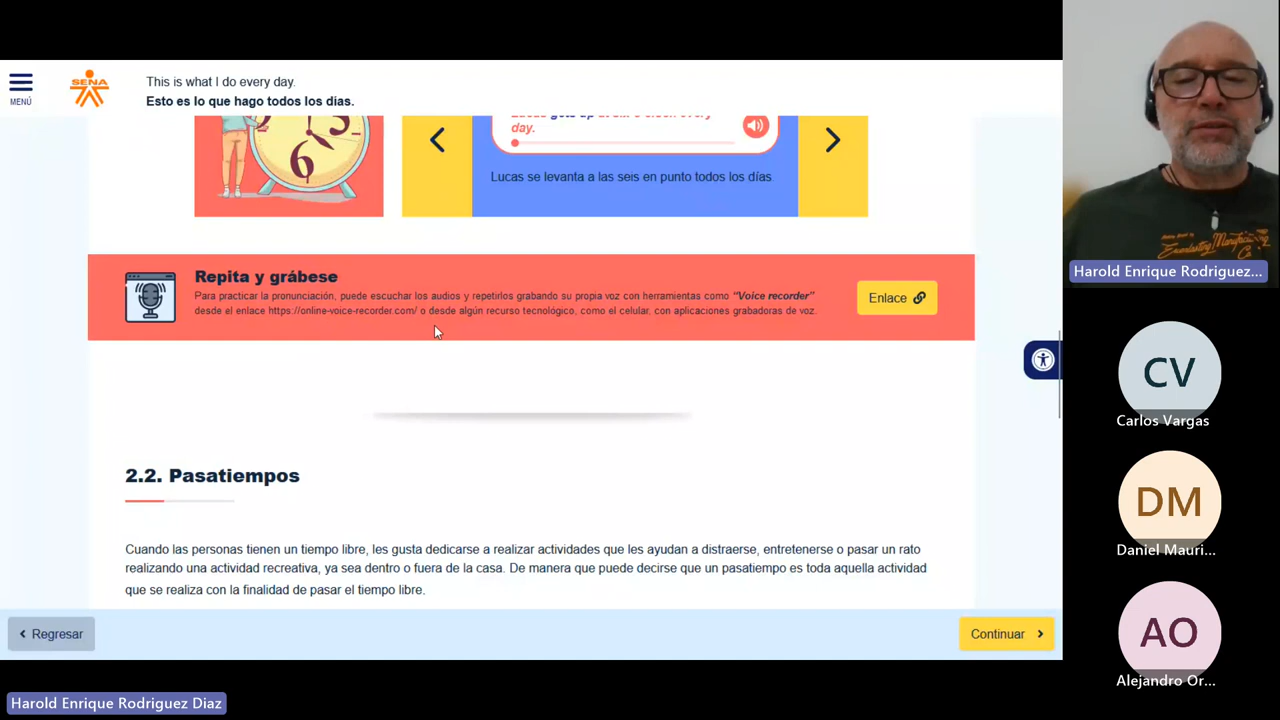 MENÚ
SENA
This is what I do every day.
Esto es lo que hago todos los dias.
day.
Lucas se levanta a las seis en punto todos los días
Repita y grábese
Para practicar la pronunciación, puede escuchar los audios y repetirlos grabando su propia voz con herramientas como “Voice recorder”
desde el enlace https://online-voice-recorder.com/ o desde algún recurso tecnológico, como el celular, con aplicaciones grabadoras de voz.
Enlace
2.2. Pasatiempos
Cuando las personas tienen un tiempo libre, les gusta dedicarse a realizar actividades que les ayudan a distraerse, entretenerse o pasar un rato
realizando una actividad recreativa, ya sea dentro o fuera de la casa. De manera que puede decirse que un pasatiempo es toda aquella actividad
que se realiza con la finalidad de pasar el tiempo libre.
Regresar
Continuar
Harold Enrique Rodriguez Diaz
Harold Enrique Rodriguez...
CV
Carlos Vargas
DM
Daniel Mauri...
AO
Alejandro Or...